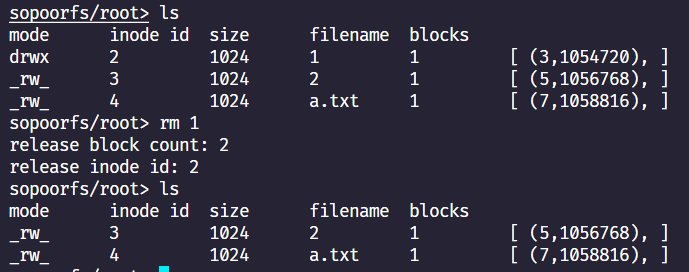 sopoorfs/root> ls
mode inode id size filename blocks
drwx 2 1024 1 1 [ (3,1054720), ]
_rw_ 3 1024 2 1 [ (5,1056768), ]
_rw_ 4 1024 a.txt 1 [ (7,1058816), ]
sopoorfs/root> rm 1
release block count: 2
release inode id: 2
sopoorfs/root> ls
mode inode id size filename blocks
_rw_ 3 1024 2 1 [ (5,1056768), ]
_rw_ 4 1024 a.txt 1 [ (7,1058816), ]